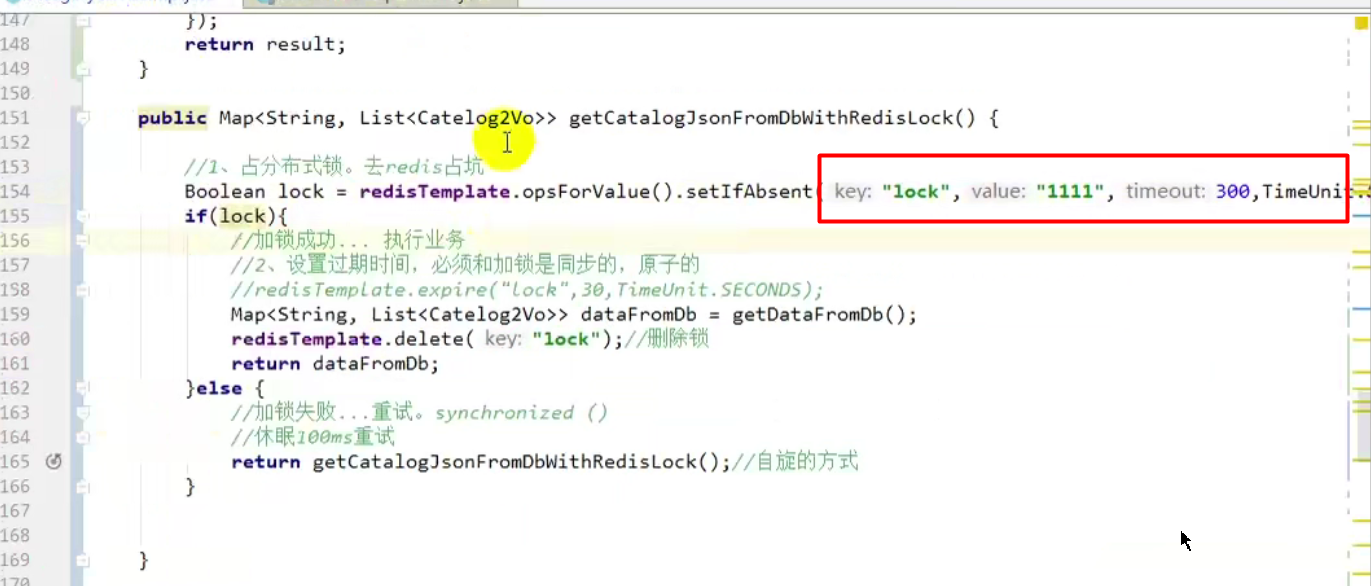 147 });
148 return result;
149 }
150
151 public Map<String, List<Catelog2Vo>> getCatalogJsonFromDbWithRedisLock() {
152
153 //1、占分布式锁。去redis占坑
154 Boolean lock = redisTemplate.opsForValue().setIfAbsent( key: "lock", value: "1111", timeout: 300,TimeUnit.
155 if(lock){
156 //加锁成功... 执行业务
157 //2、设置过期时间，必须和加锁是同步的，原子的
158 //redisTemplate.expire("lock",30,TimeUnit.SECONDS);
159 Map<String, List<Catelog2Vo>> dataFromDb = getDataFromDb();
160 redisTemplate.delete( key: "lock");//删除锁
161 return dataFromDb;
162 }else {
163 //加锁失败...重试。synchronized ()
164 //休眠100ms重试
165 return getCatalogJsonFromDbWithRedisLock();//自旋的方式
166 }
167
168
169 }
170